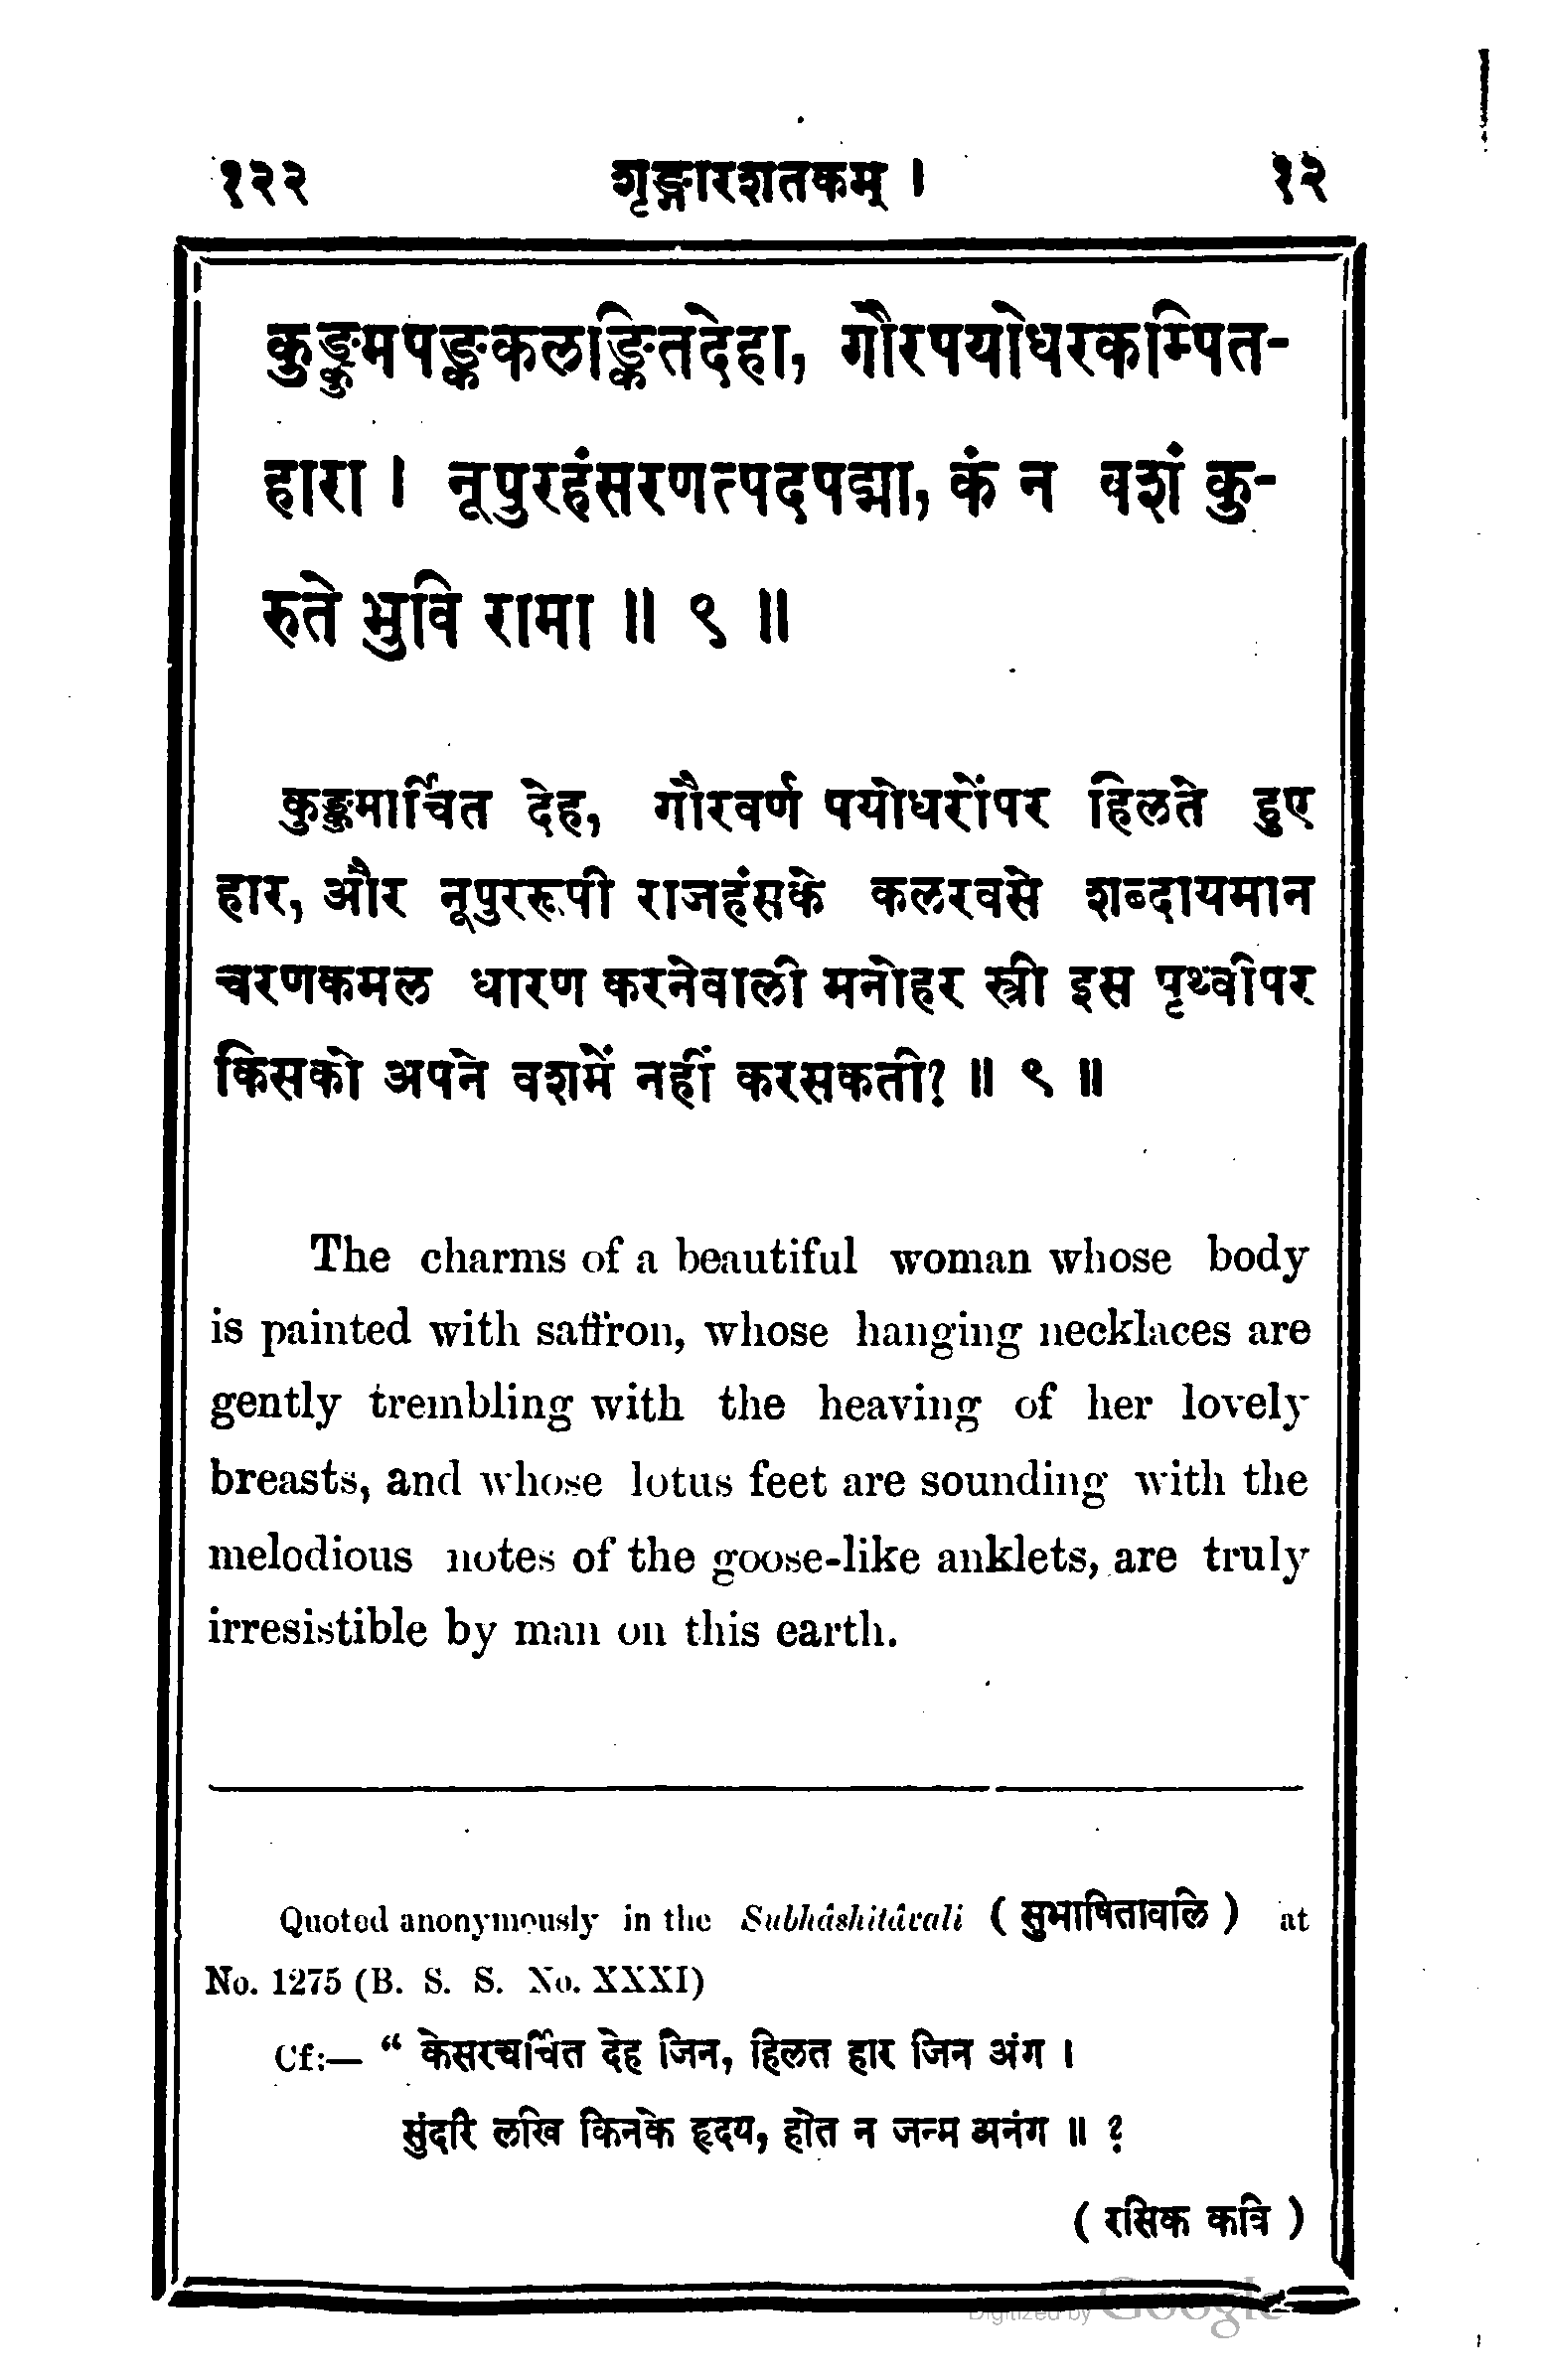 १२२ शृङ्गारशतकम् । १२
कुङ्कुमपङ्ककलङ्कितदेहा, गौरपयोधरकम्पित-
हारा । नूपुरहंसरणत्पदपद्मा, कं न वशं कु-
रुते भुवि रामा ॥ ९ ॥
कुङ्कुमार्चित देह, गौरवर्ण पयोधरोंपर हिलते हुए
हार, और नूपुररूपी राजहंसके कलरवसे शब्दायमान
चरणकमल धारण करनेवाली मनोहर स्त्री इस पृथ्वीपर
किसको अपने वशमें नहीं करसकती? ॥ ९ ॥
The charms of a beautiful woman whose body
is painted with saffron, whose hanging necklaces are
gently trembling with the heaving of her lovely
breasts, and whose lotus feet are sounding with the
melodious notes of the goose-like anklets, are truly
irresistible by man on this earth.
Quoted anonymously in the Subhâshitâvali ( सुभाषितावलि ) at
No. 1275 (B. S. S. No. XXXI)
Cf:— “ केसरचर्चित देह जिन, हिलत हार जिन अंग ।
सुंदरि लखि किनके हृदय, होत न जन्म अनंग ॥ ?
( रसिक कवि )
Digitized by Google